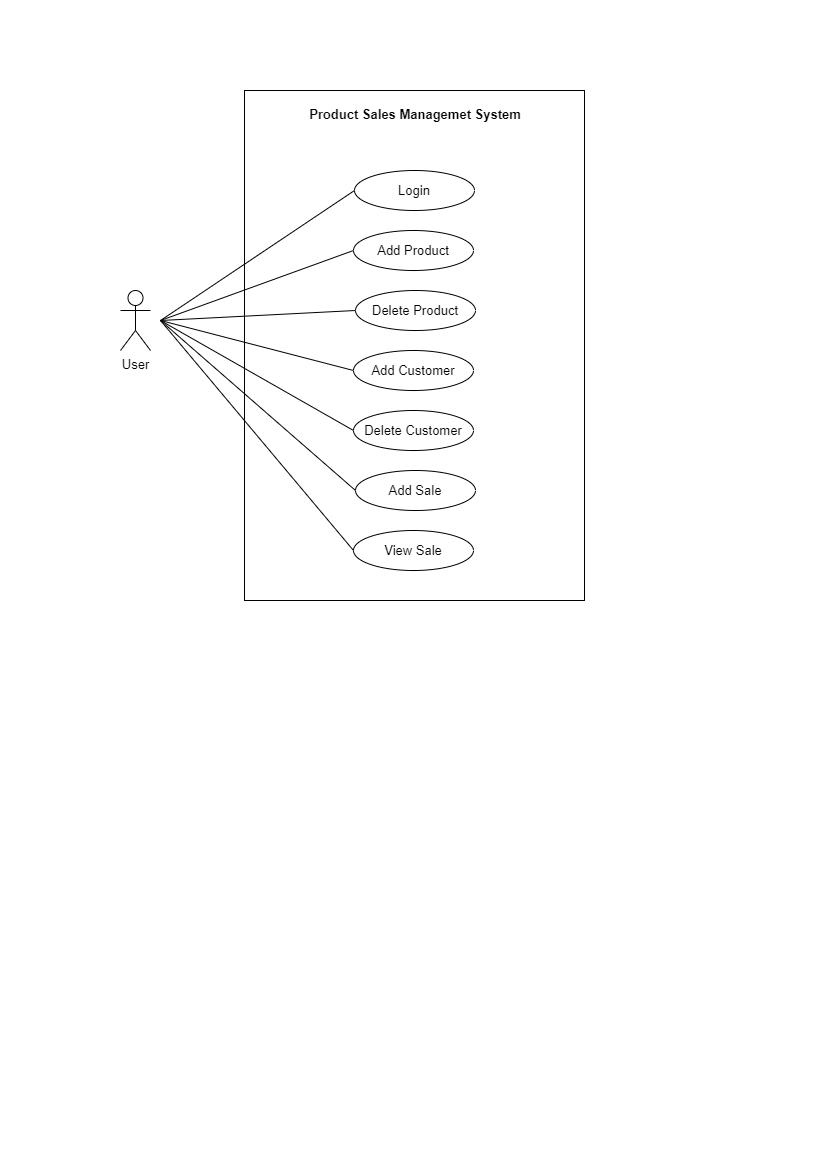 Product Sales Managemet System
Login
Add Product
Delete Product
User
Add Customer
Delete Customer
Add Sale
View Sale